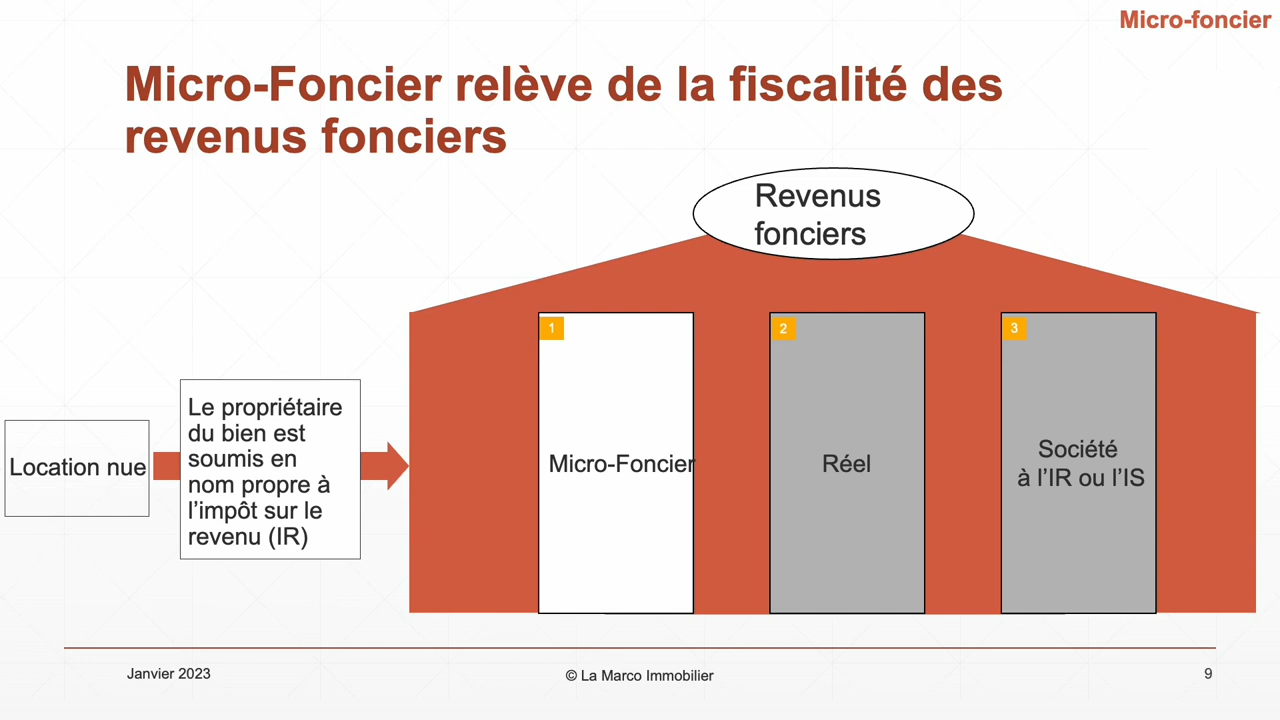 Micro-foncier
Micro-Foncier relève de la fiscalité des
revenus fonciers
Revenus
fonciers
Location nue
Le propriétaire
du bien est
soumis en
nom propre à
l’impôt sur le
revenu (IR)
1
Micro-Foncier
2
Réel
3
Société
à l’IR ou l’IS
Janvier 2023
© La Marco Immobilier
9